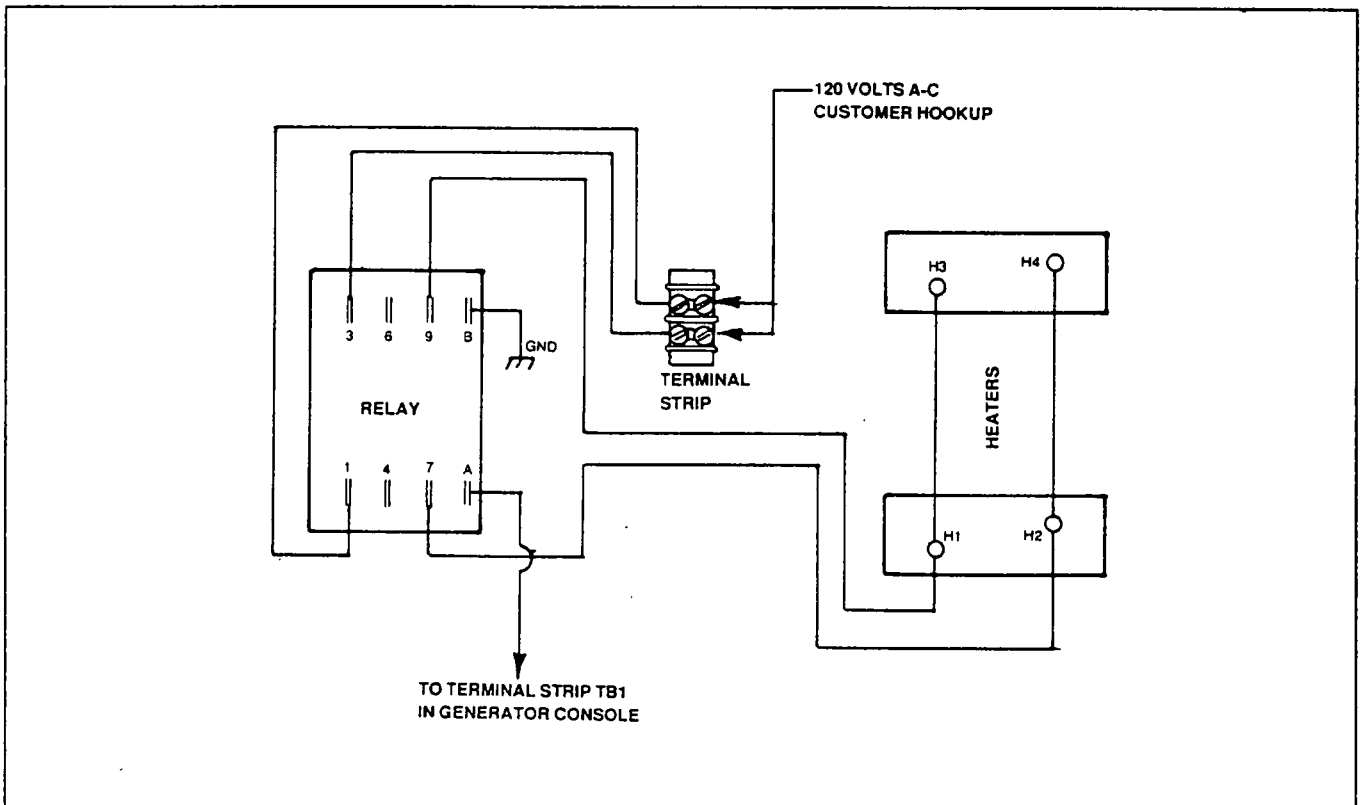 120 VOLTS A-C
CUSTOMER HOOKUP
H3
H4
3
6
9
B
GND
TERMINAL
STRIP
RELAY
HEATERS
1
4
7
A
H1
H2
TO TERMINAL STRIP TB1
IN GENERATOR CONSOLE